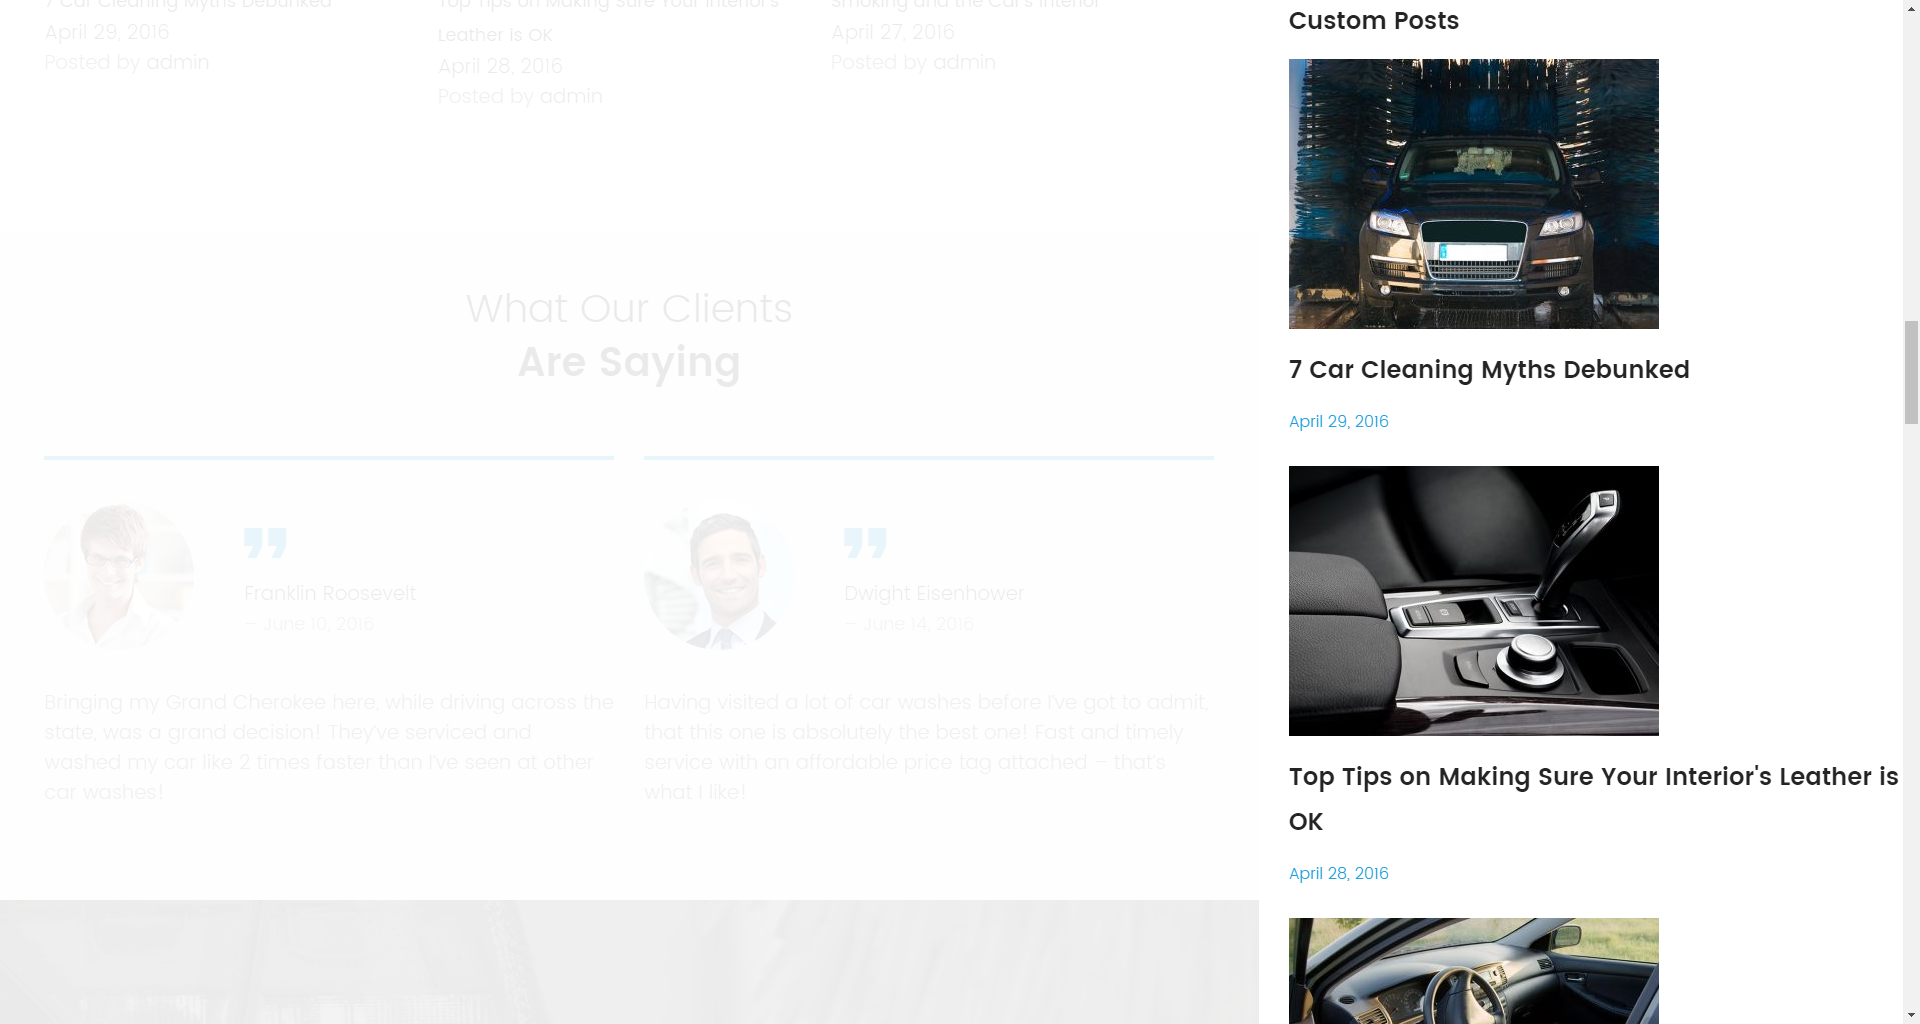 7 Car Cleaning Myths Debunked
April 29, 2016
Posted by admin
Top Tips on Making Sure Your Interior's
Leather is OK
April 28, 2016
Posted by admin
Smoking and the Car's Interior
April 27, 2016
Posted by admin
What Our Clients
Are Saying
Franklin Roosevelt
– June 10, 2016
Bringing my Grand Cherokee here, while driving across the
state, was a grand decision! They've serviced and
washed my car like 2 times faster than I've seen at other
car washes!
Dwight Eisenhower
– June 14, 2016
Having visited a lot of car washes before I've got to admit,
that this one is absolutely the best one! Fast and timely
service with an affordable price tag attached – that's
what I like!
Custom Posts
7 Car Cleaning Myths Debunked
April 29, 2016
Top Tips on Making Sure Your Interior's Leather is
OK
April 28, 2016